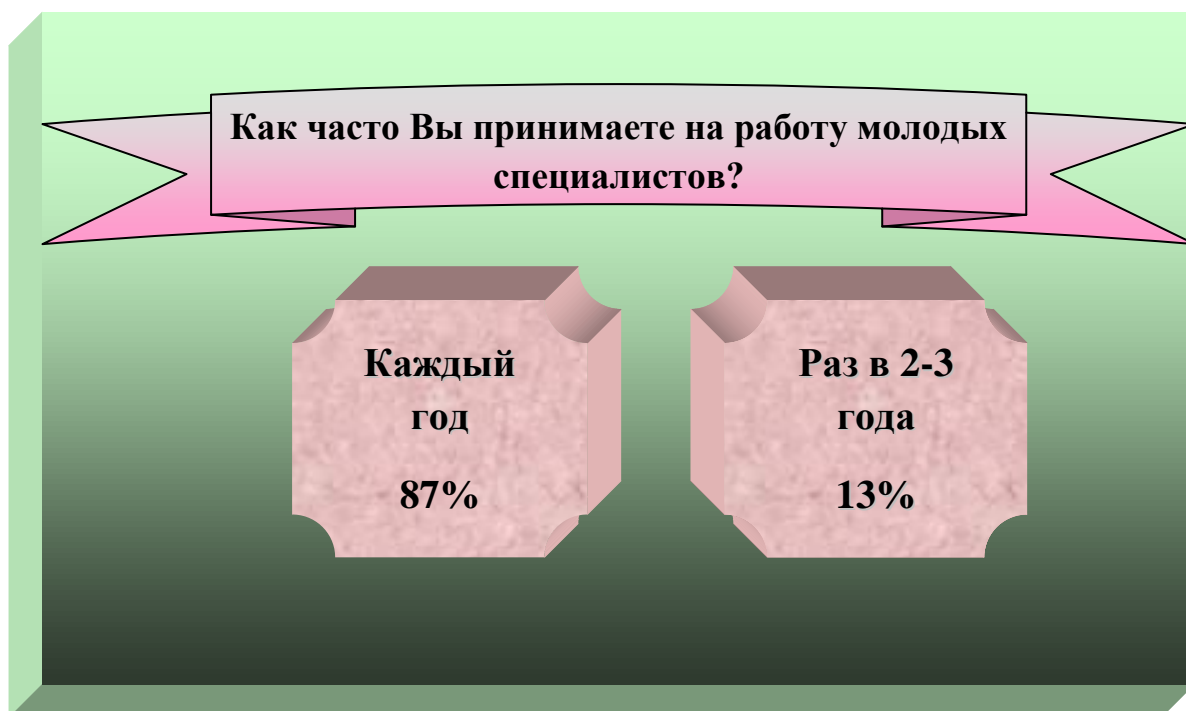 Как часто Вы принимаете на работу молодых
специалистов?
Каждый
год
87%
Раз в 2-3
года
13%